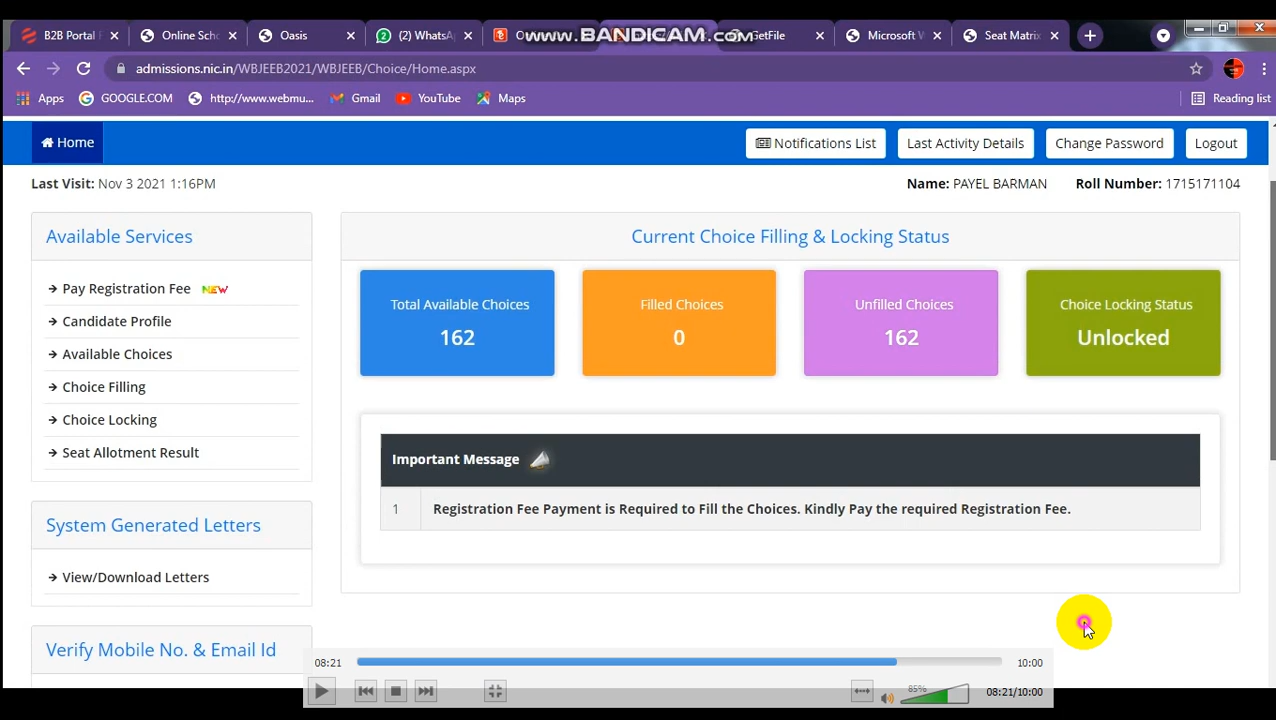 B2B Portal
Online Scho
Oasis
(2) WhatsA
www.BANDICAM.com
GetFile
Microsoft
Seat Matrix
admissions.nic.in/WBJEEB2021/WBJEEB/Choice/Home.aspx
Apps GOOGLE.COM http://www.webmu... Gmail YouTube Maps Reading list
Home Notifications List Last Activity Details Change Password Logout
Last Visit: Nov 3 2021 1:16PM Name: PAYEL BARMAN Roll Number: 1715171104
Available Services
Pay Registration Fee NEW
Candidate Profile
Available Choices
Choice Filling
Choice Locking
Seat Allotment Result
System Generated Letters
View/Download Letters
Verify Mobile No. & Email Id
Current Choice Filling & Locking Status
Total Available Choices
162
Filled Choices
0
Unfilled Choices
162
Choice Locking Status
Unlocked
Important Message
1 Registration Fee Payment is Required to Fill the Choices. Kindly Pay the required Registration Fee.
08:21 10:00
85% 08:21/10:00